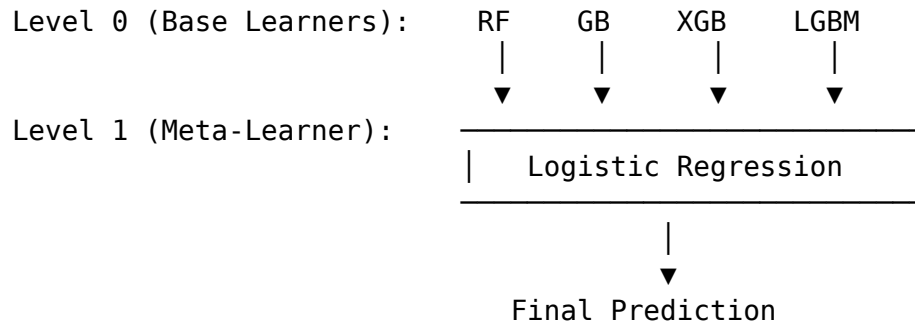 Level 0 (Base Learners): RF GB XGB LGBM
Level 1 (Meta-Learner):
Logistic Regression
Final Prediction